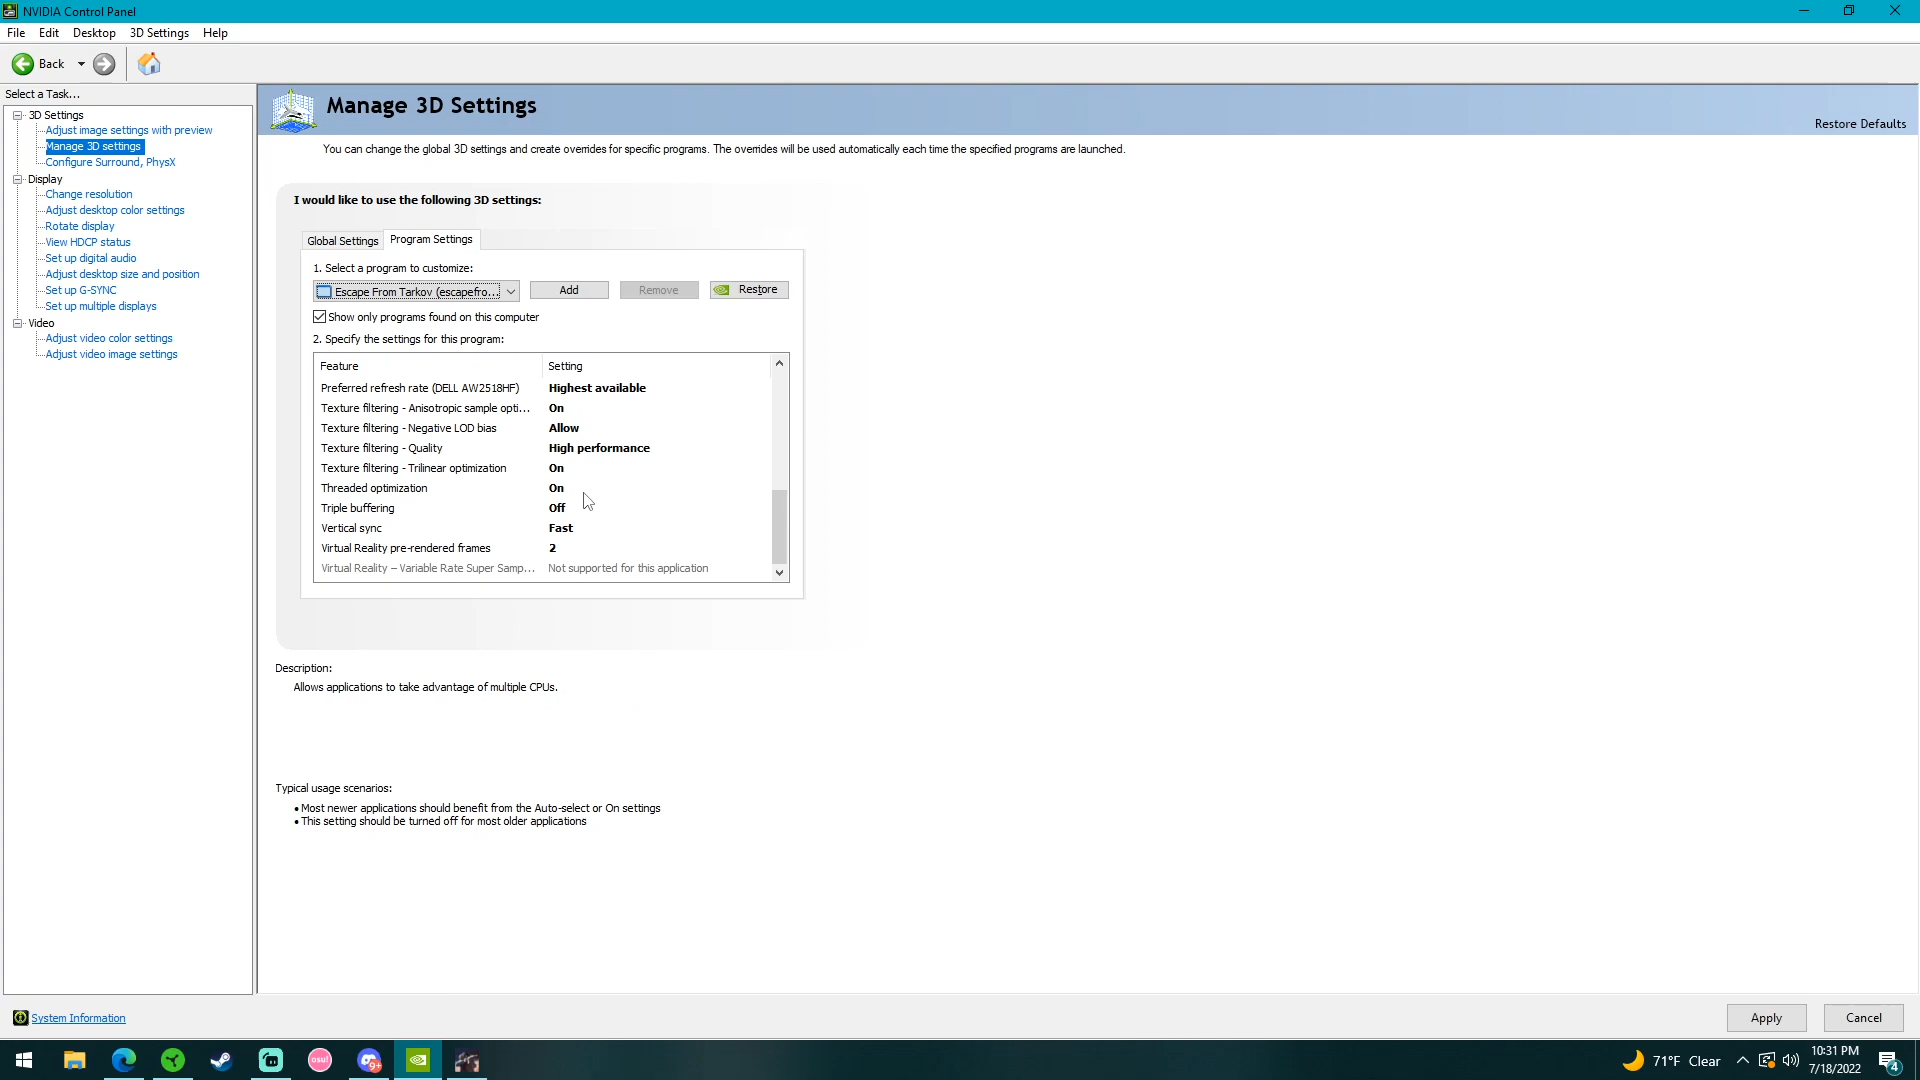 NVIDIA Control Panel
File Edit Desktop 3D Settings Help
Back
Select a Task...
3D Settings
Adjust image settings with preview
Manage 3D settings
Configure Surround, PhysX
Display
Change resolution
Adjust desktop color settings
Rotate display
View HDCP status
Set up digital audio
Adjust desktop size and position
Set up G-SYNC
Set up multiple displays
Video
Adjust video color settings
Adjust video image settings
Manage 3D Settings
Restore Defaults
You can change the global 3D settings and create overrides for specific programs. The overrides will be used automatically each time the specified programs are launched.
I would like to use the following 3D settings:
Global Settings Program Settings
1. Select a program to customize:
Escape From Tarkov (escapefro... Add Remove Restore
Show only programs found on this computer
2. Specify the settings for this program:
Feature Setting
Preferred refresh rate (DELL AW2518HF) Highest available
Texture filtering - Anisotropic sample opti... On
Texture filtering - Negative LOD bias Allow
Texture filtering - Quality High performance
Texture filtering - Trilinear optimization On
Threaded optimization On
Triple buffering Off
Vertical sync Fast
Virtual Reality pre-rendered frames 2
Virtual Reality – Variable Rate Super Samp... Not supported for this application
Description:
Allows applications to take advantage of multiple CPUs.
Typical usage scenarios:
• Most newer applications should benefit from the Auto-select or On settings
• This setting should be turned off for most older applications
System Information
Apply Cancel
osu!
9+
71°F Clear
10:31 PM
7/18/2022
4